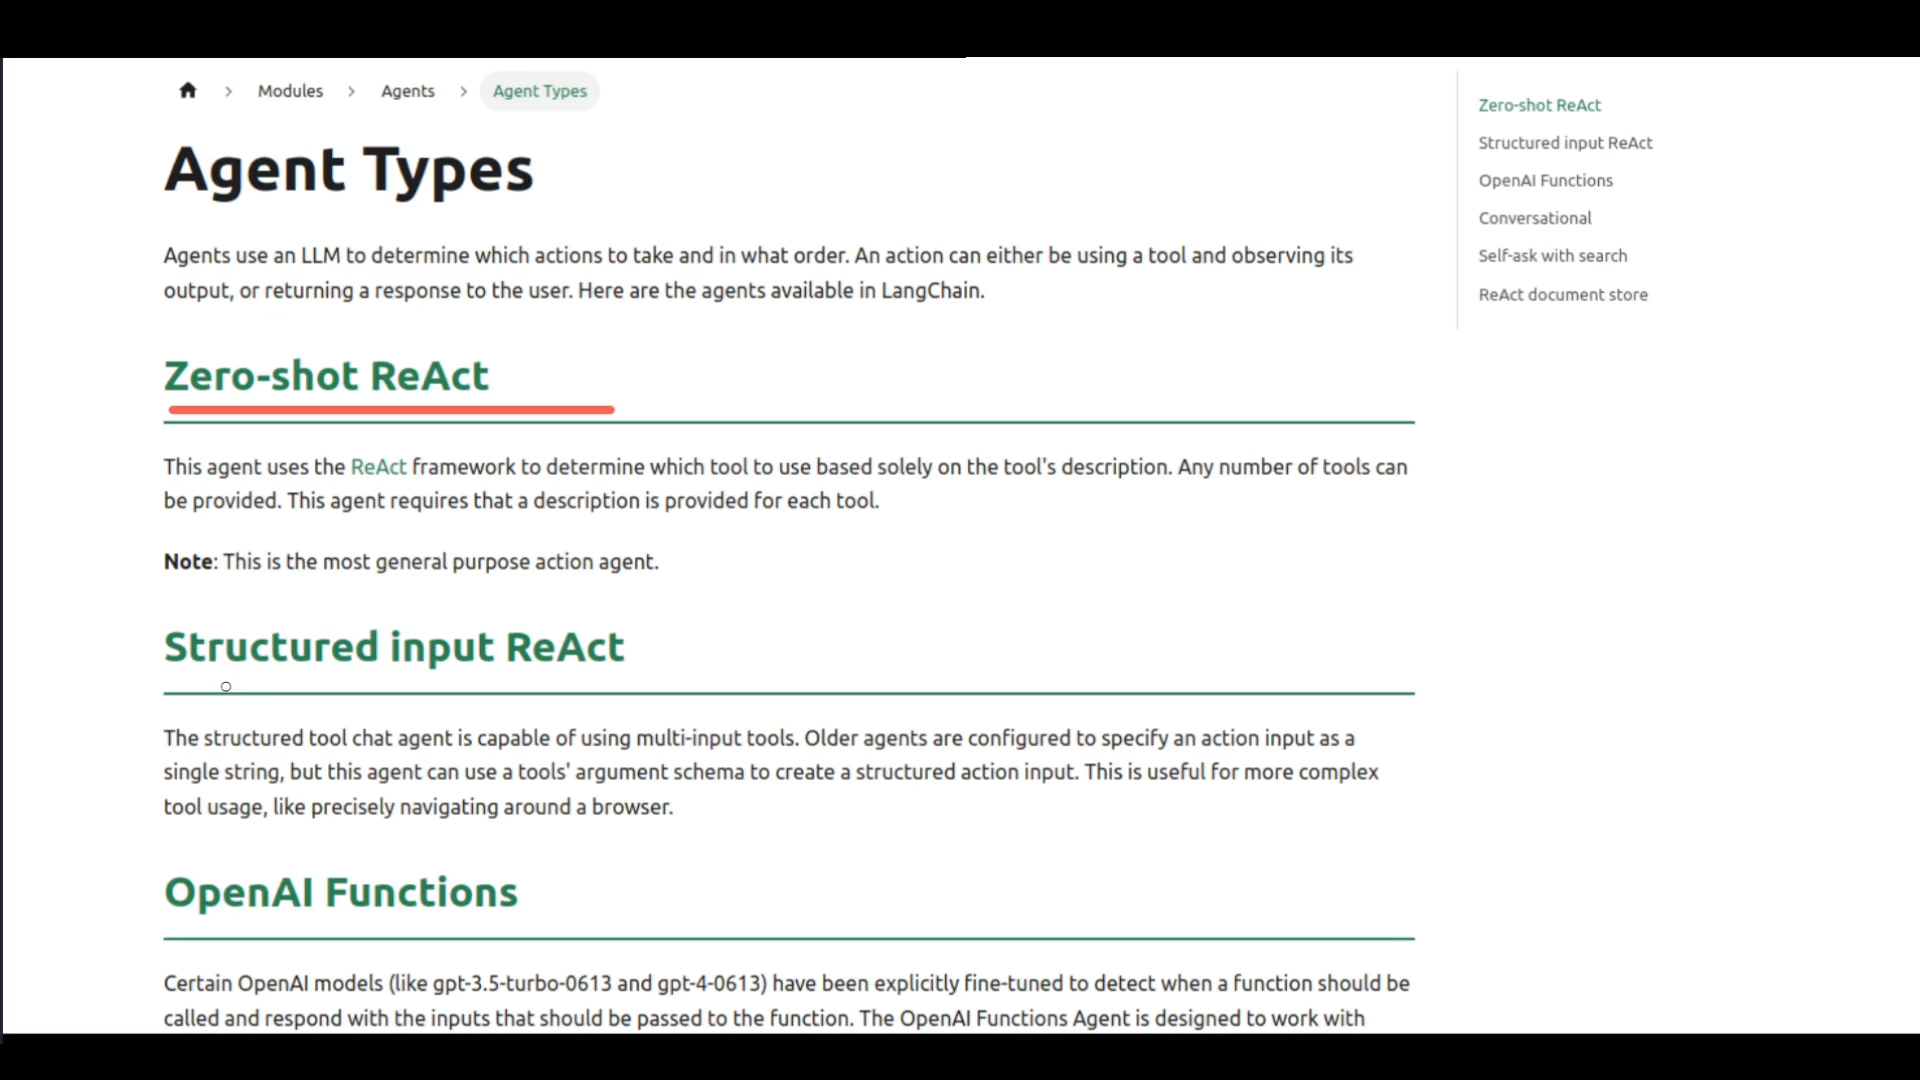 Modules > Agents > Agent Types
Agent Types
Agents use an LLM to determine which actions to take and in what order. An action can either be using a tool and observing its
output, or returning a response to the user. Here are the agents available in LangChain.
Zero-shot ReAct
This agent uses the ReAct framework to determine which tool to use based solely on the tool's description. Any number of tools can
be provided. This agent requires that a description is provided for each tool.
Note: This is the most general purpose action agent.
Structured input ReAct
The structured tool chat agent is capable of using multi-input tools. Older agents are configured to specify an action input as a
single string, but this agent can use a tools' argument schema to create a structured action input. This is useful for more complex
tool usage, like precisely navigating around a browser.
OpenAI Functions
Certain OpenAI models (like gpt-3.5-turbo-0613 and gpt-4-0613) have been explicitly fine-tuned to detect when a function should be
called and respond with the inputs that should be passed to the function. The OpenAI Functions Agent is designed to work with
Zero-shot ReAct
Structured input ReAct
OpenAI Functions
Conversational
Self-ask with search
ReAct document store